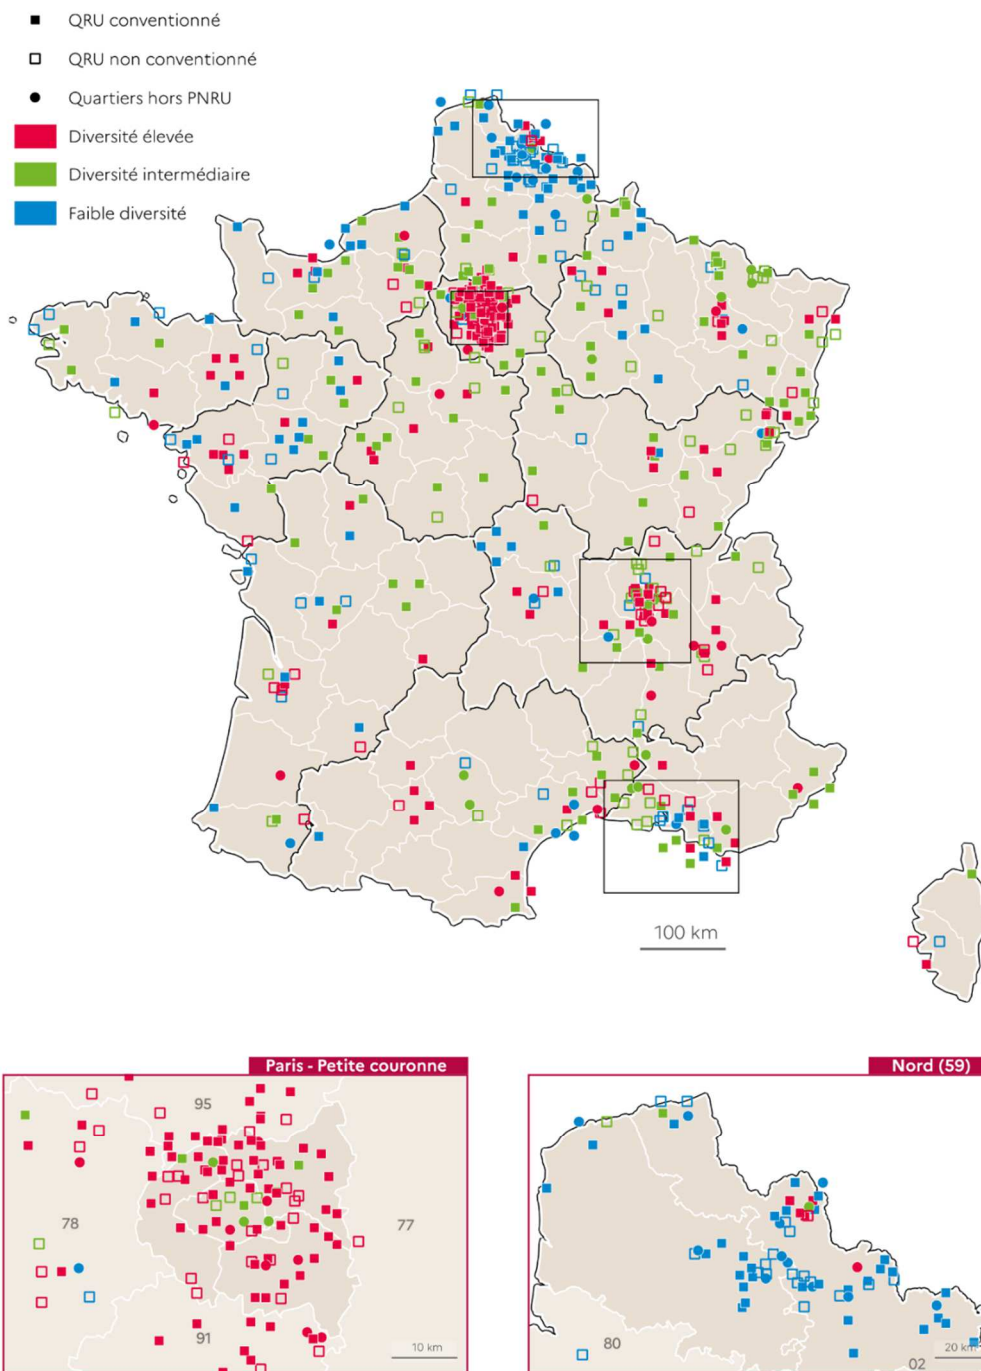 QRU conventionné
QRU non conventionné
Quartiers hors PNRU
Diversité élevée
Diversité intermédiaire
Faible diversité
100 km
Paris - Petite couronne
95
78
77
91
10 km
Nord (59)
80
02
20 km